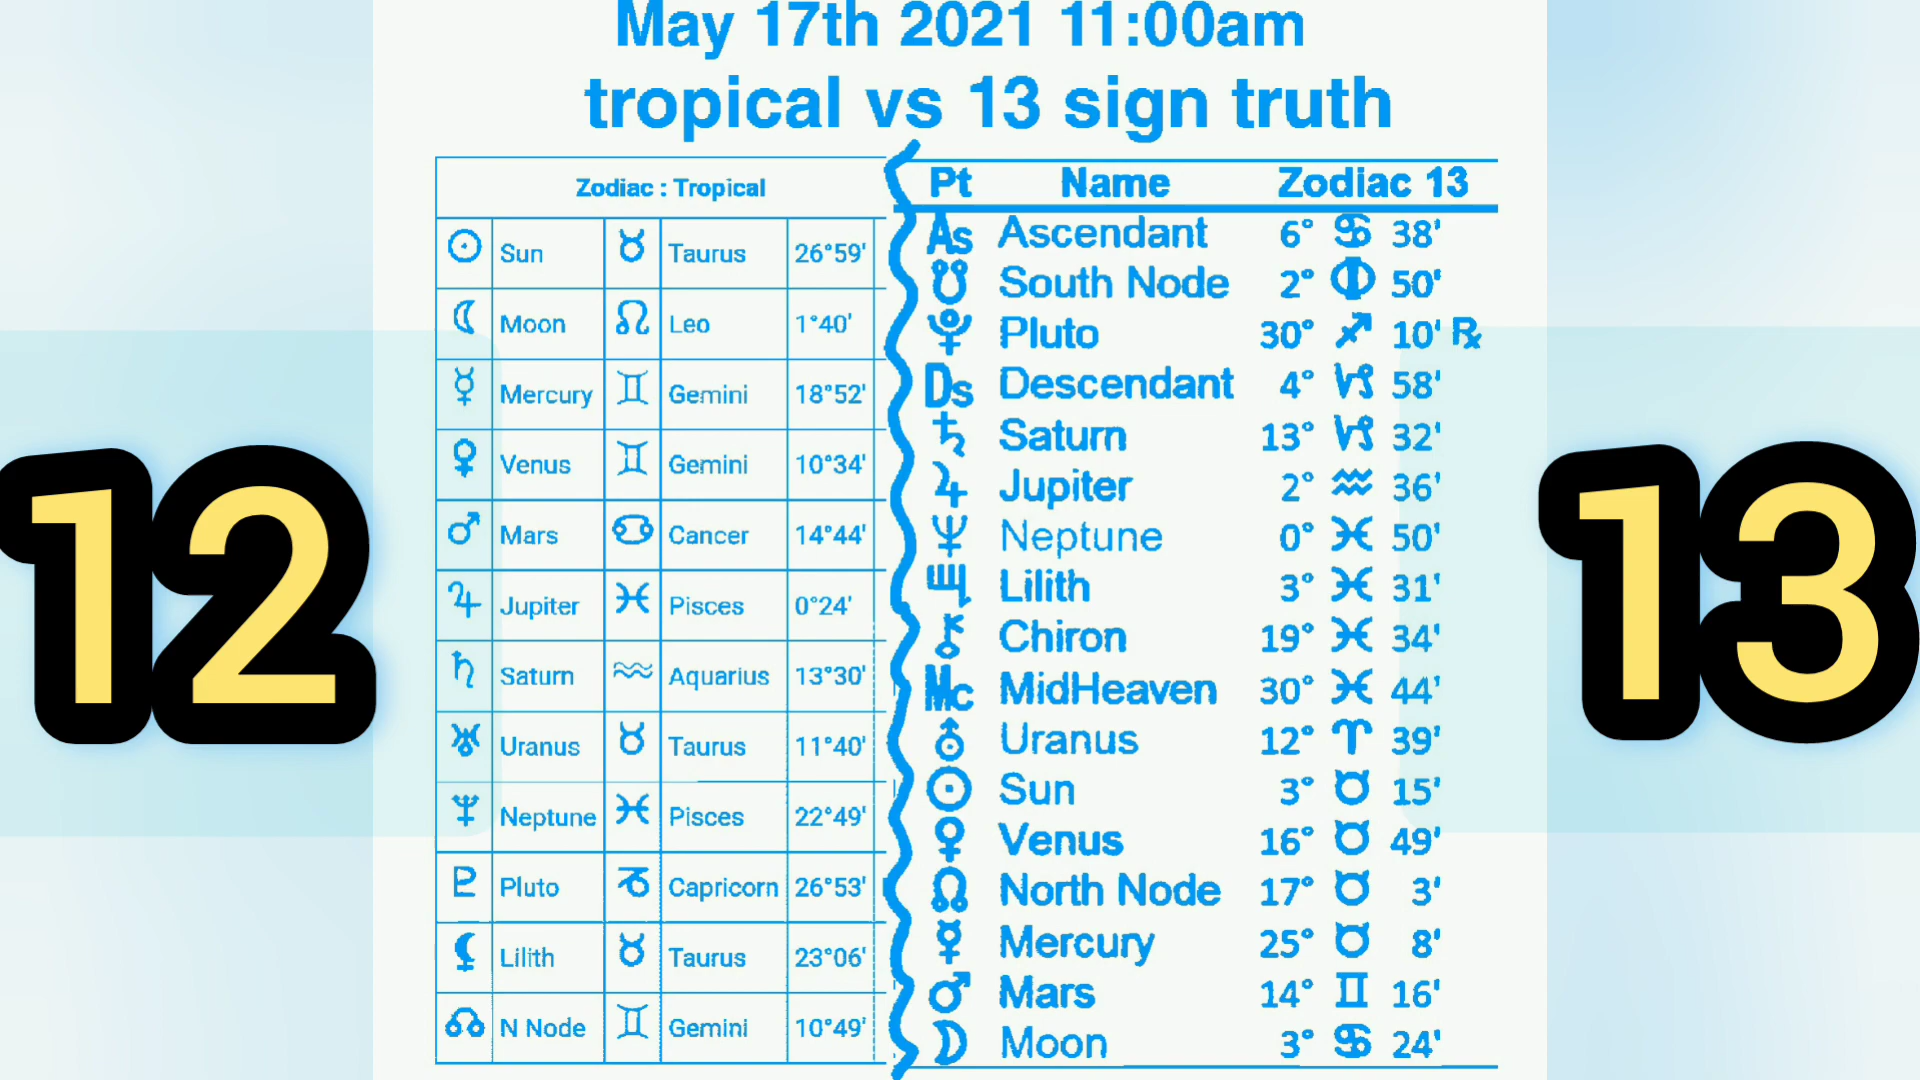 May 17th 2021 11:00am
tropical vs 13 sign truth
12
Zodiac : Tropical
☉ Sun ♉ Taurus 26°59'
☾ Moon ♌ Leo 1°40'
☿ Mercury ♊ Gemini 18°52'
♀ Venus ♊ Gemini 10°34'
♂ Mars ♋ Cancer 14°44'
♃ Jupiter ♓ Pisces 0°24'
♄ Saturn ♒ Aquarius 13°30'
♅ Uranus ♉ Taurus 11°40'
♆ Neptune ♓ Pisces 22°49'
♇ Pluto ♑ Capricorn 26°53'
⚸ Lilith ♉ Taurus 23°06'
☊ N Node ♊ Gemini 10°49'
Pt Name Zodiac 13
As Ascendant 6° ♋ 38'
☋ South Node 2° ⏀ 50'
⯓ Pluto 30° ♐ 10' ℞
Ds Descendant 4° ♑ 58'
♄ Saturn 13° ♑ 32'
♃ Jupiter 2° ♒ 36'
♆ Neptune 0° ♓ 50'
Lilith 3° ♓ 31'
⚷ Chiron 19° ♓ 34'
Mc MidHeaven 30° ♓ 44'
⛢ Uranus 12° ♈ 39'
☉ Sun 3° ♉ 15'
♀ Venus 16° ♉ 49'
☊ North Node 17° ♉ 3'
☿ Mercury 25° ♉ 8'
♂ Mars 14° ♊ 16'
☽ Moon 3° ♋ 24'
13